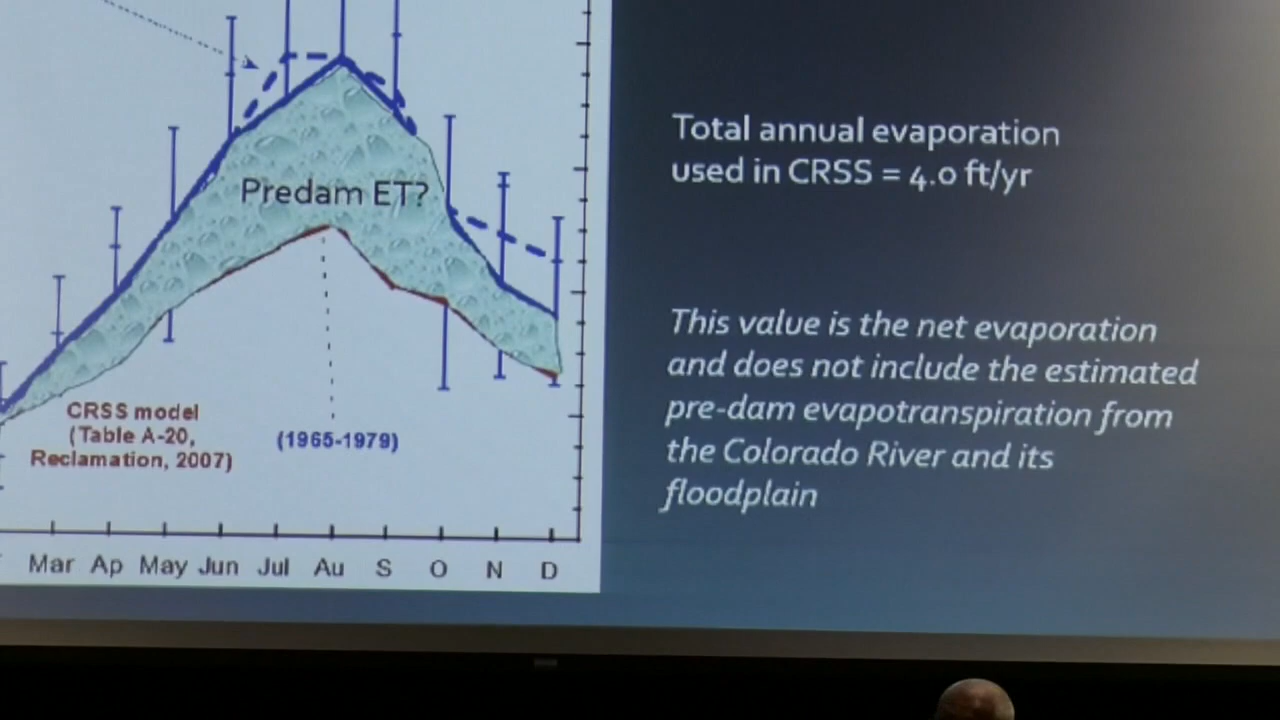 Predam ET?
CRSS model
(Table A-20,
Reclamation, 2007)
(1965-1979)
Mar Ap May Jun Jul Au S O N D
Total annual evaporation
used in CRSS = 4.0 ft/yr
This value is the net evaporation
and does not include the estimated
pre-dam evapotranspiration from
the Colorado River and its
floodplain